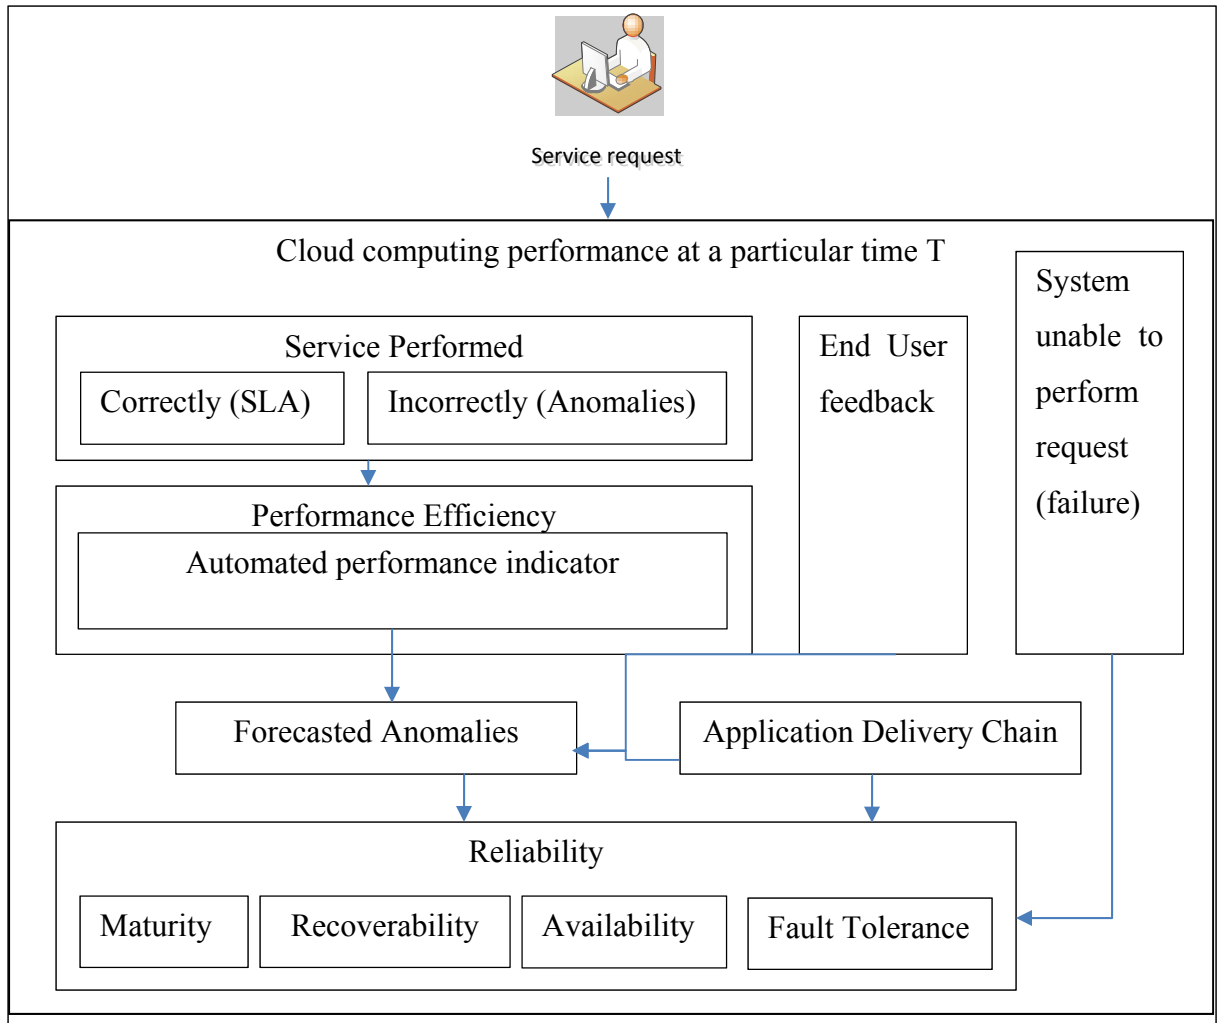 Service request
Cloud computing performance at a particular time T
Service Performed
Correctly (SLA)
Incorrectly (Anomalies)
End User
feedback
System
unable to
perform
request
(failure)
Performance Efficiency
Automated performance indicator
Forecasted Anomalies
Application Delivery Chain
Reliability
Maturity
Recoverability
Availability
Fault Tolerance